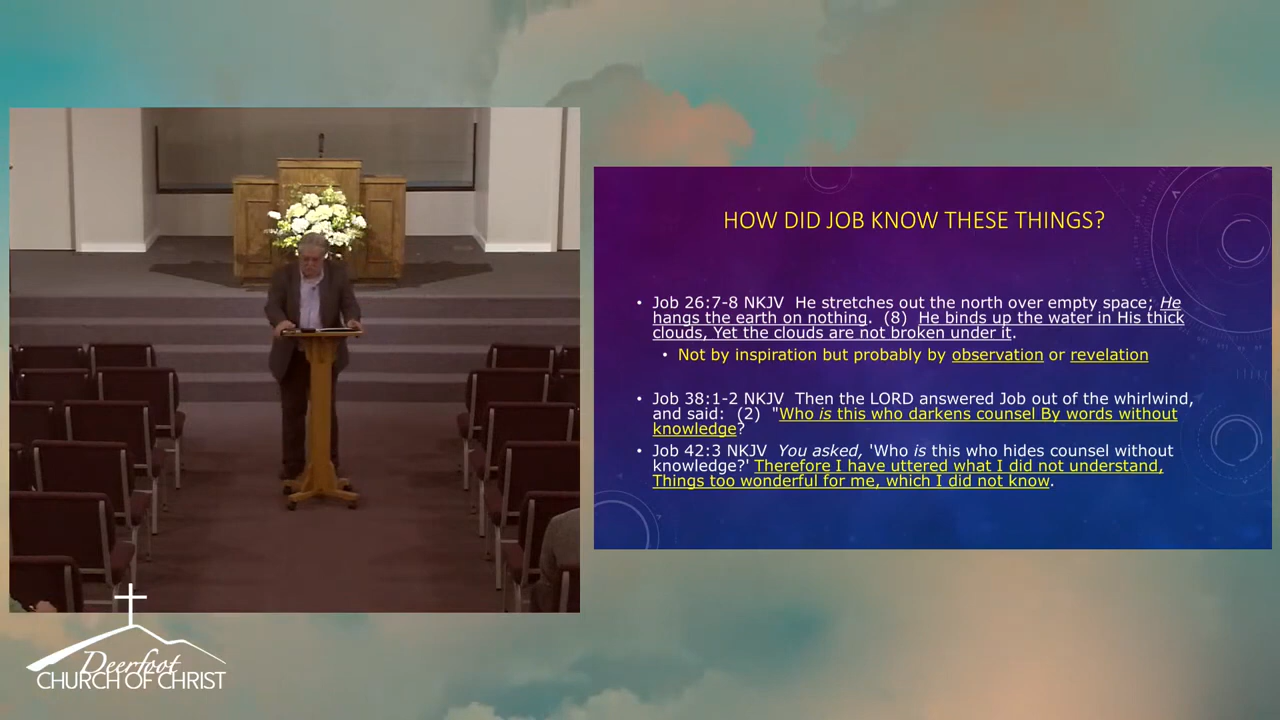 HOW DID JOB KNOW THESE THINGS?
• Job 26:7-8 NKJV He stretches out the north over empty space; He
hangs the earth on nothing. (8) He binds up the water in His thick
clouds, Yet the clouds are not broken under it.
• Not by inspiration but probably by observation or revelation
• Job 38:1-2 NKJV Then the LORD answered Job out of the whirlwind,
and said: (2) "Who is this who darkens counsel By words without
knowledge?
• Job 42:3 NKJV You asked, 'Who is this who hides counsel without
knowledge?' Therefore I have uttered what I did not understand,
Things too wonderful for me, which I did not know.
Deerfoot
CHURCH OF CHRIST